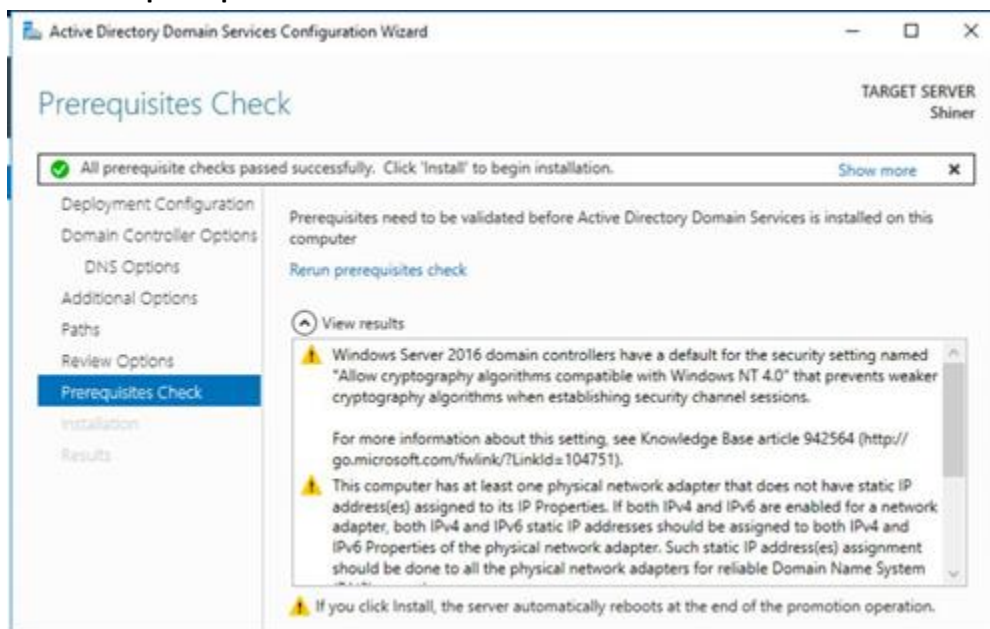 Active Directory Domain Services Configuration Wizard
Prerequisites Check
TARGET SERVER
Shiner
All prerequisite checks passed successfully. Click 'Install' to begin installation.
Show more
Deployment Configuration
Domain Controller Options
DNS Options
Additional Options
Paths
Review Options
Prerequisites Check
Installation
Results
Prerequisites need to be validated before Active Directory Domain Services is installed on this
computer
Rerun prerequisites check
View results
Windows Server 2016 domain controllers have a default for the security setting named
"Allow cryptography algorithms compatible with Windows NT 4.0" that prevents weaker
cryptography algorithms when establishing security channel sessions.
For more information about this setting, see Knowledge Base article 942564 (http://
go.microsoft.com/fwlink/?LinkId=104751).
This computer has at least one physical network adapter that does not have static IP
address(es) assigned to its IP Properties. If both IPv4 and IPv6 are enabled for a network
adapter, both IPv4 and IPv6 static IP addresses should be assigned to both IPv4 and
IPv6 Properties of the physical network adapter. Such static IP address(es) assignment
should be done to all the physical network adapters for reliable Domain Name System
If you click Install, the server automatically reboots at the end of the promotion operation.